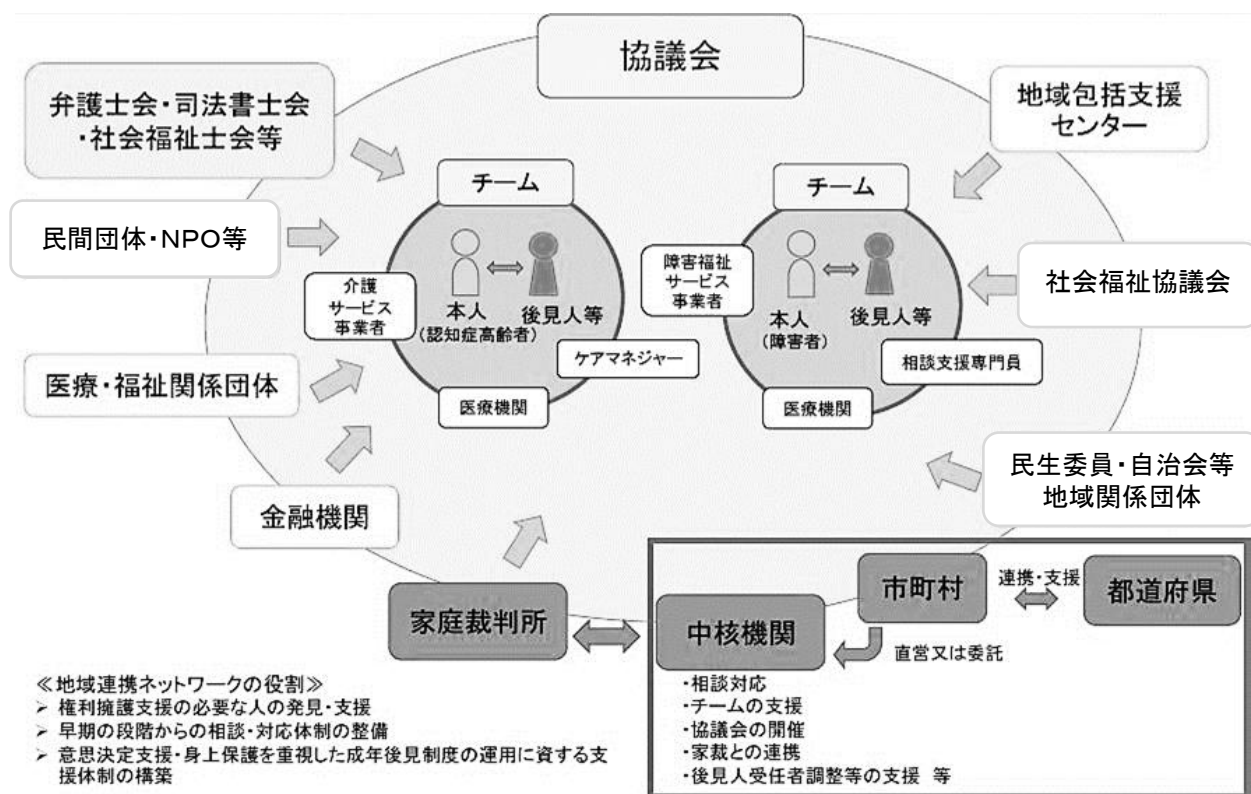 協議会
弁護士会・司法書士会
・社会福祉士会等
地域包括支援
センター
民間団体・NPO等
社会福祉協議会
医療・福祉関係団体
金融機関
民生委員・自治会等
地域関係団体
チーム
本人
(認知症高齢者)
後見人等
介護
サービス
事業者
ケアマネジャー
医療機関
チーム
障害福祉
サービス
事業者
本人
(障害者)
後見人等
相談支援専門員
医療機関
家庭裁判所
中核機関
市町村
連携・支援
都道府県
直営又は委託
・相談対応
・チームの支援
・協議会の開催
・家裁との連携
・後見人受任者調整等の支援 等
≪地域連携ネットワークの役割≫
➢ 権利擁護支援の必要な人の発見・支援
➢ 早期の段階からの相談・対応体制の整備
➢ 意思決定支援・身上保護を重視した成年後見制度の運用に資する支
援体制の構築